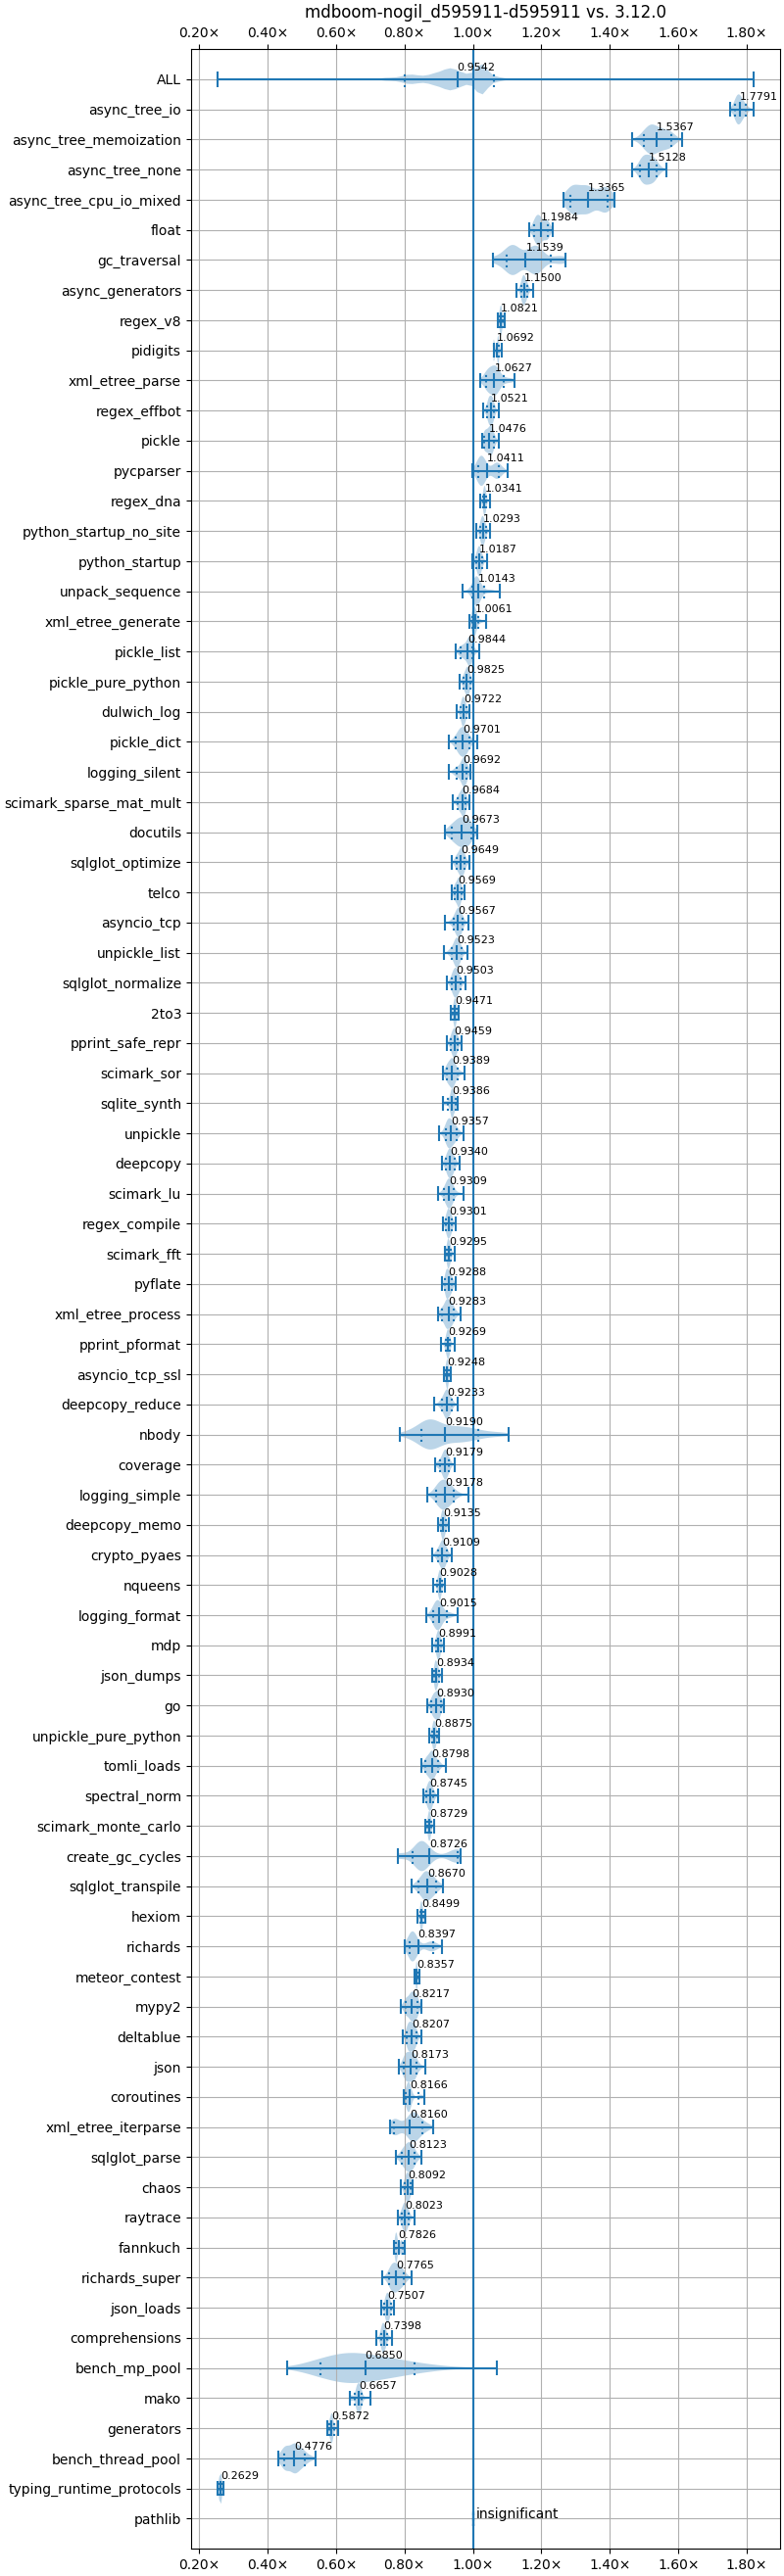 mdboom-nogil_d595911-d595911 vs. 3.12.0
0.20× 0.40× 0.60× 0.80× 1.00× 1.20× 1.40× 1.60× 1.80×
ALL 0.9542
async_tree_io 1.7791
async_tree_memoization 1.5367
async_tree_none 1.5128
async_tree_cpu_io_mixed 1.3365
float 1.1984
gc_traversal 1.1539
async_generators 1.1500
regex_v8 1.0821
pidigits 1.0692
xml_etree_parse 1.0627
regex_effbot 1.0521
pickle 1.0476
pycparser 1.0411
regex_dna 1.0341
python_startup_no_site 1.0293
python_startup 1.0187
unpack_sequence 1.0143
xml_etree_generate 1.0061
pickle_list 0.9844
pickle_pure_python 0.9825
dulwich_log 0.9722
pickle_dict 0.9701
logging_silent 0.9692
scimark_sparse_mat_mult 0.9684
docutils 0.9673
sqlglot_optimize 0.9649
telco 0.9569
asyncio_tcp 0.9567
unpickle_list 0.9523
sqlglot_normalize 0.9503
2to3 0.9471
pprint_safe_repr 0.9459
scimark_sor 0.9389
sqlite_synth 0.9386
unpickle 0.9357
deepcopy 0.9340
scimark_lu 0.9309
regex_compile 0.9301
scimark_fft 0.9295
pyflate 0.9288
xml_etree_process 0.9283
pprint_pformat 0.9269
asyncio_tcp_ssl 0.9248
deepcopy_reduce 0.9233
nbody 0.9190
coverage 0.9179
logging_simple 0.9178
deepcopy_memo 0.9135
crypto_pyaes 0.9109
nqueens 0.9028
logging_format 0.9015
mdp 0.8991
json_dumps 0.8934
go 0.8930
unpickle_pure_python 0.8875
tomli_loads 0.8798
spectral_norm 0.8745
scimark_monte_carlo 0.8729
create_gc_cycles 0.8726
sqlglot_transpile 0.8670
hexiom 0.8499
richards 0.8397
meteor_contest 0.8357
mypy2 0.8217
deltablue 0.8207
json 0.8173
coroutines 0.8166
xml_etree_iterparse 0.8160
sqlglot_parse 0.8123
chaos 0.8092
raytrace 0.8023
fannkuch 0.7826
richards_super 0.7765
json_loads 0.7507
comprehensions 0.7398
bench_mp_pool 0.6850
mako 0.6657
generators 0.5872
bench_thread_pool 0.4776
typing_runtime_protocols 0.2629
pathlib insignificant
0.20× 0.40× 0.60× 0.80× 1.00× 1.20× 1.40× 1.60× 1.80×